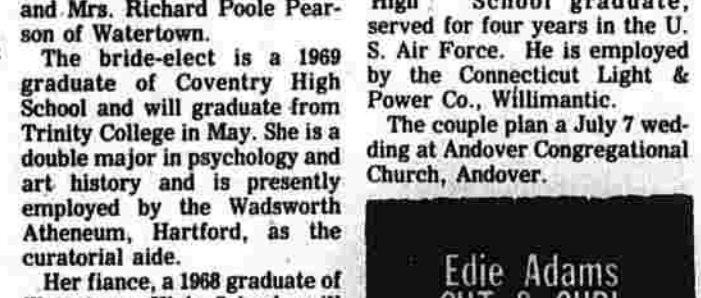 and Mrs. Richard Poole Pear-
son of Watertown.
The bride-elect is a 1969
graduate of Coventry High
School and will graduate from
Trinity College in May. She is a
double major in psychology and
art history and is presently
employed by the Wadsworth
Atheneum, Hartford, as the
curatorial aide.
Her fiance, a 1968 graduate of
High School graduate,
served for four years in the U.
S. Air Force. He is employed
by the Connecticut Light &
Power Co., Willimantic.
The couple plan a July 7 wed-
ding at Andover Congregational
Church, Andover.
Edie Adams